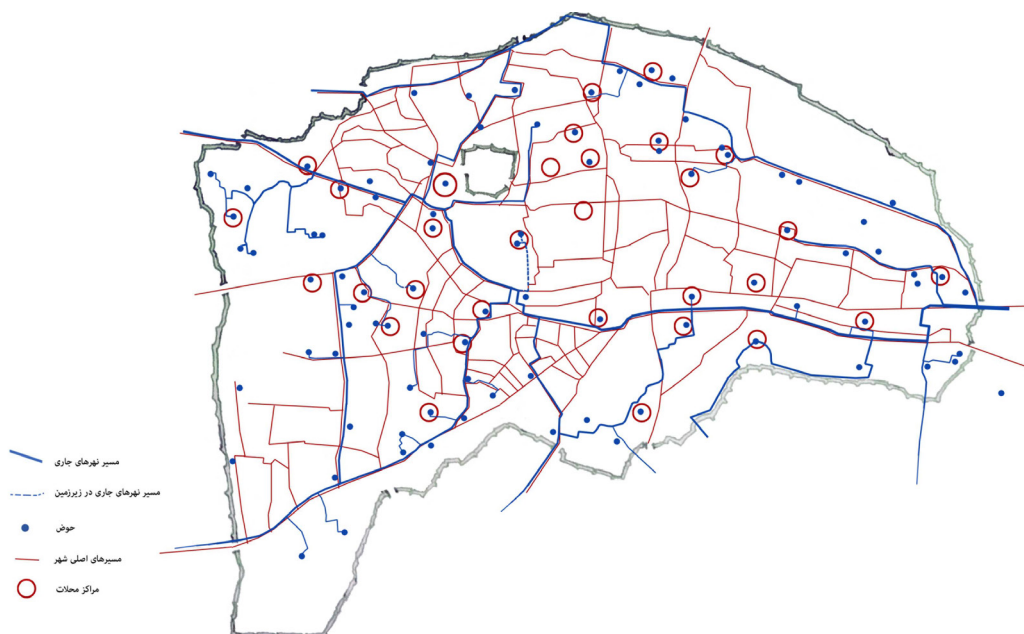 مسیر نهرهای جاری
مسیر نهرهای جاری در زیرزمین
حوض
مسیرهای اصلی شهر
مراکز محلات